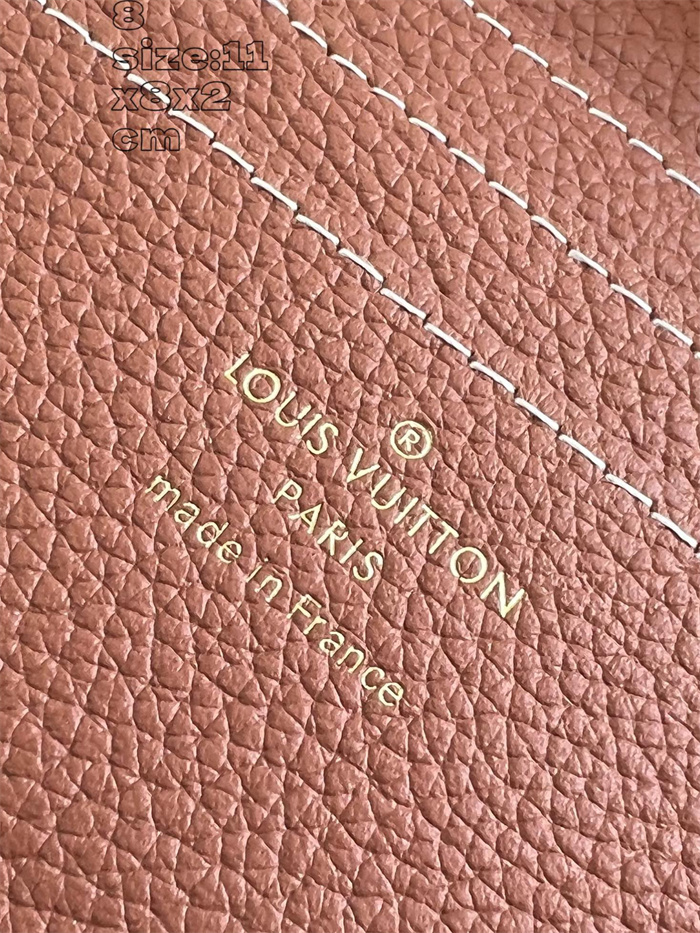 8
size:11
x8x2
cm
®
LOUIS VUITTON
PARIS
made in France